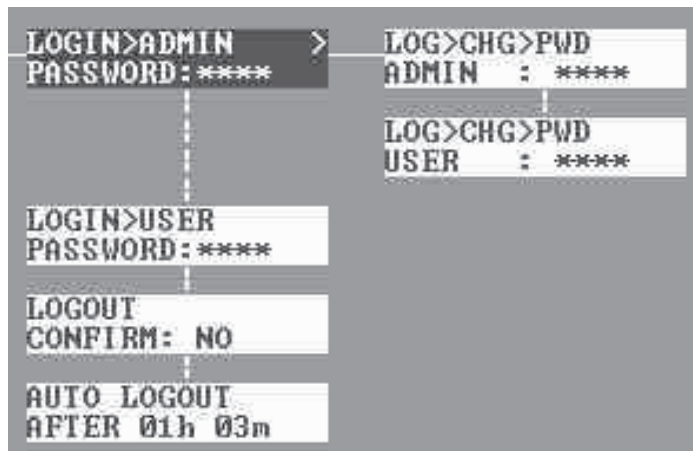 LOGIN>ADMIN >
PASSWORD:****
LOG>CHG>PWD
ADMIN : ****
LOG>CHG>PWD
USER : ****
LOGIN>USER
PASSWORD:****
LOGOUT
CONFIRM: NO
AUTO LOGOUT
AFTER 01h 03m